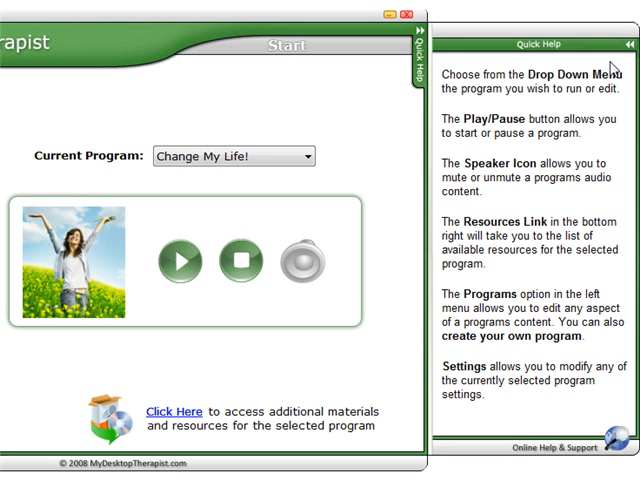 rapist
Start
Quick Help
Current Program:
Change My Life!
Click Here to access additional materials
and resources for the selected program
© 2008 MyDesktopTherapist.com
Quick Help
Choose from the Drop Down Menu
the program you wish to run or edit.
The Play/Pause button allows you
to start or pause a program.
The Speaker Icon allows you to
mute or unmute a programs audio
content.
The Resources Link in the bottom
right will take you to the list of
available resources for the selected
program.
The Programs option in the left
menu allows you to edit any aspect
of a programs content. You can also
create your own program.
Settings allows you to modify any of
the currently selected program
settings.
Online Help & Support